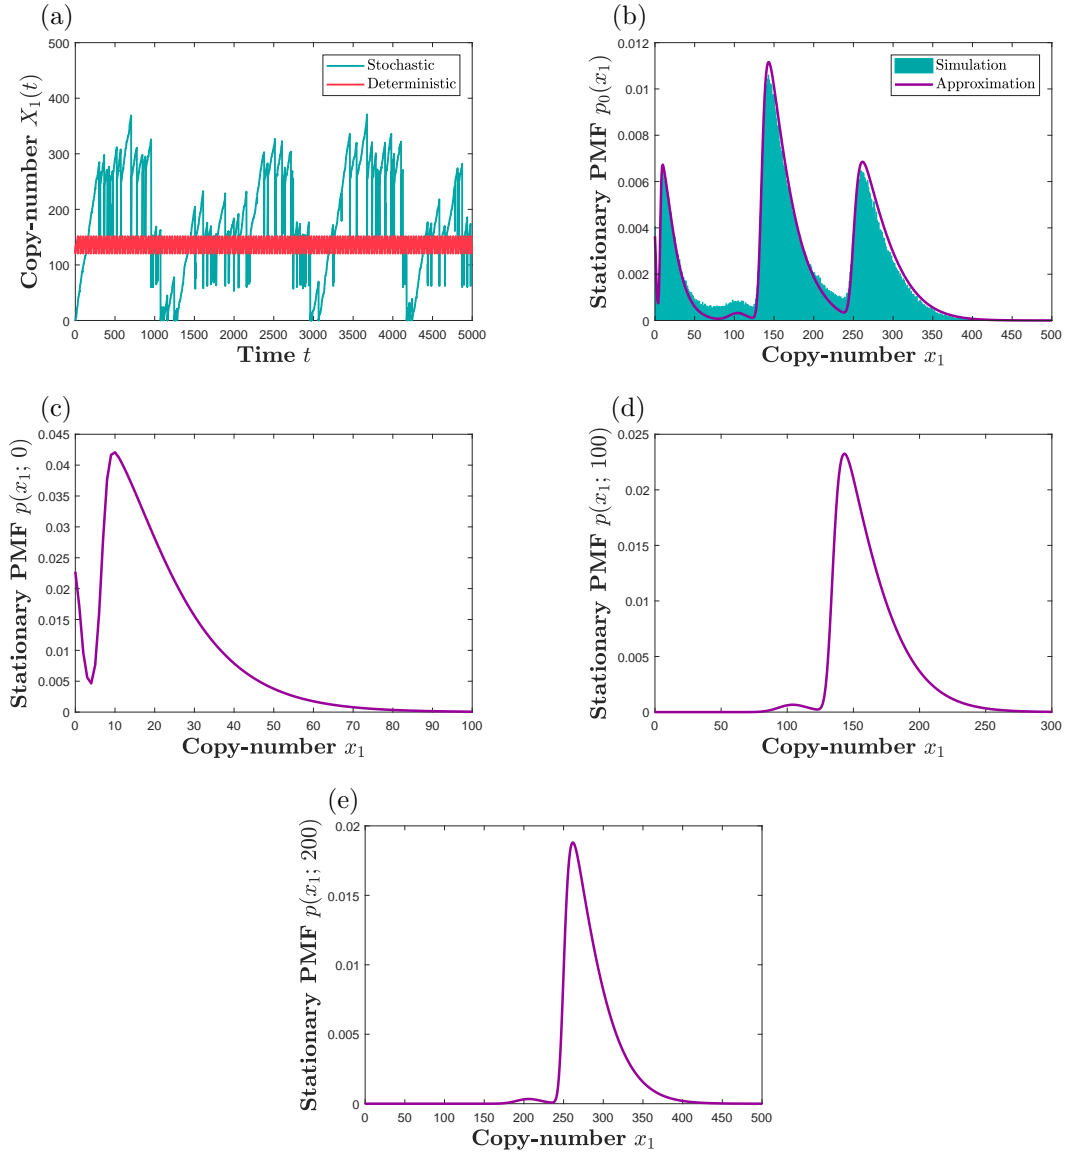 (a)
Copy-number X₁(t)
500
400
300
200
100
0
Stochastic
Deterministic
0 500 1000 1500 2000 2500 3000 3500 4000 4500 5000
Time t
(b)
Stationary PMF p₀(x₁)
0.012
0.01
0.008
0.006
0.004
0.002
0
Simulation
Approximation
0 50 100 150 200 250 300 350 400 450 500
Copy-number x₁
(c)
Stationary PMF p(x₁; 0)
0.045
0.04
0.035
0.03
0.025
0.02
0.015
0.01
0.005
0
0 10 20 30 40 50 60 70 80 90 100
Copy-number x₁
(d)
Stationary PMF p(x₁; 100)
0.025
0.02
0.015
0.01
0.005
0
0 50 100 150 200 250 300
Copy-number x₁
(e)
Stationary PMF p(x₁; 200)
0.02
0.015
0.01
0.005
0
0 50 100 150 200 250 300 350 400 450 500
Copy-number x₁